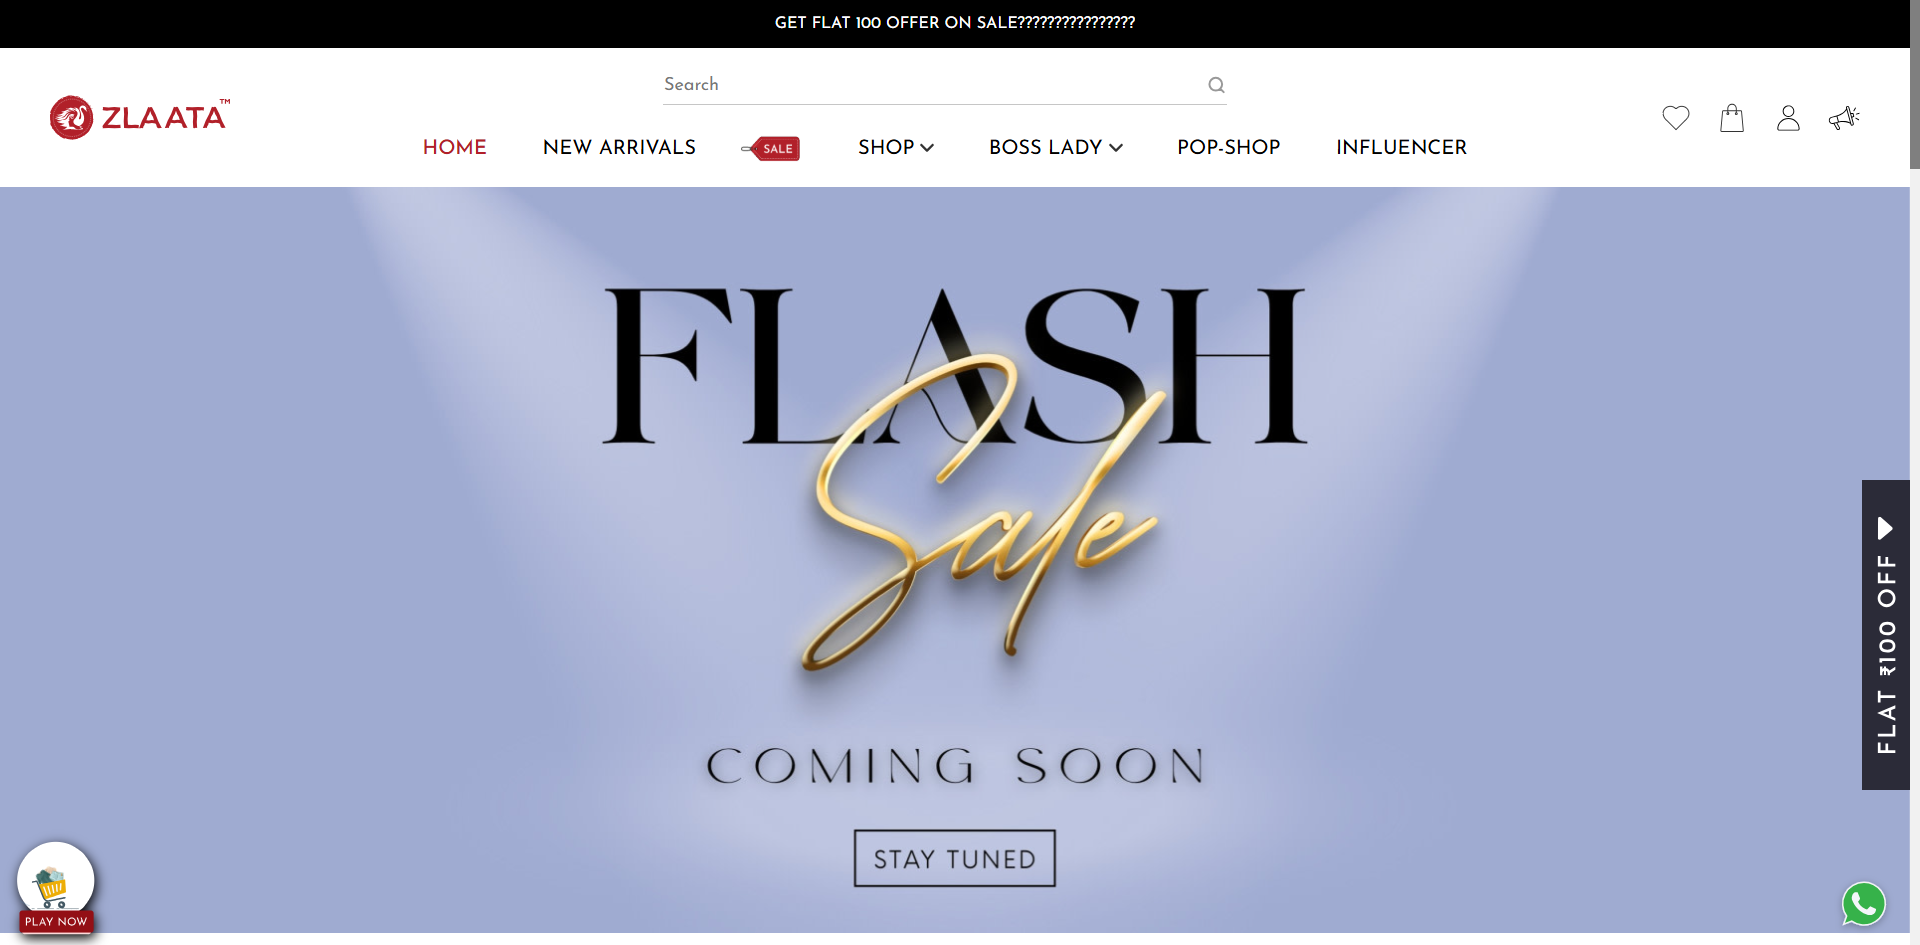 GET FLAT 100 OFFER ON SALE????????????????
Search
ZLAATA™
HOME
NEW ARRIVALS
SALE
SHOP
BOSS LADY
POP-SHOP
INFLUENCER
FLASH
Sale
COMING SOON
STAY TUNED
FLAT ₹100 OFF
PLAY NOW